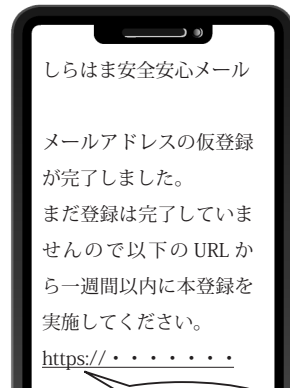 しらはま安全安心メール
メールアドレスの仮登録
が完了しました。
まだ登録は完了していま
せんので以下の URL か
ら一週間以内に本登録を
実施してください。
https://・・・・・・・